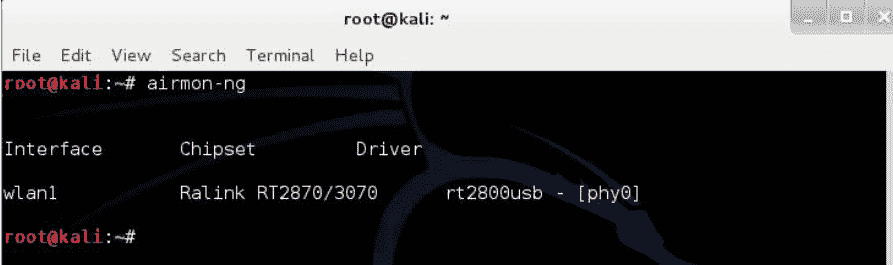 root@kali: ~
File Edit View Search Terminal Help
root@kali:~# airmon-ng
Interface Chipset Driver
wlan1 Ralink RT2870/3070 rt2800usb - [phy0]
root@kali:~#